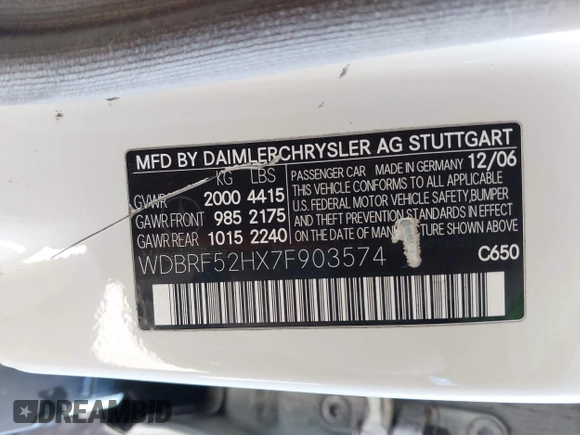 MFD BY DAIMLERCHRYSLER AG STUTTGART
KG LBS
GVWR 2000 4415
GAWR FRONT 985 2175
GAWR REAR 1015 2240
PASSENGER CAR MADE IN GERMANY 12/06
THIS VEHICLE CONFORMS TO ALL APPLICABLE
U.S. FEDERAL MOTOR VEHICLE SAFETY, BUMPER
AND THEFT PREVENTION STANDARDS IN EFFECT
ON THE DATE OF MANUFACTURE SHOWN ABOVE
WDBRF52HX7F903574
C650
DREAMBID